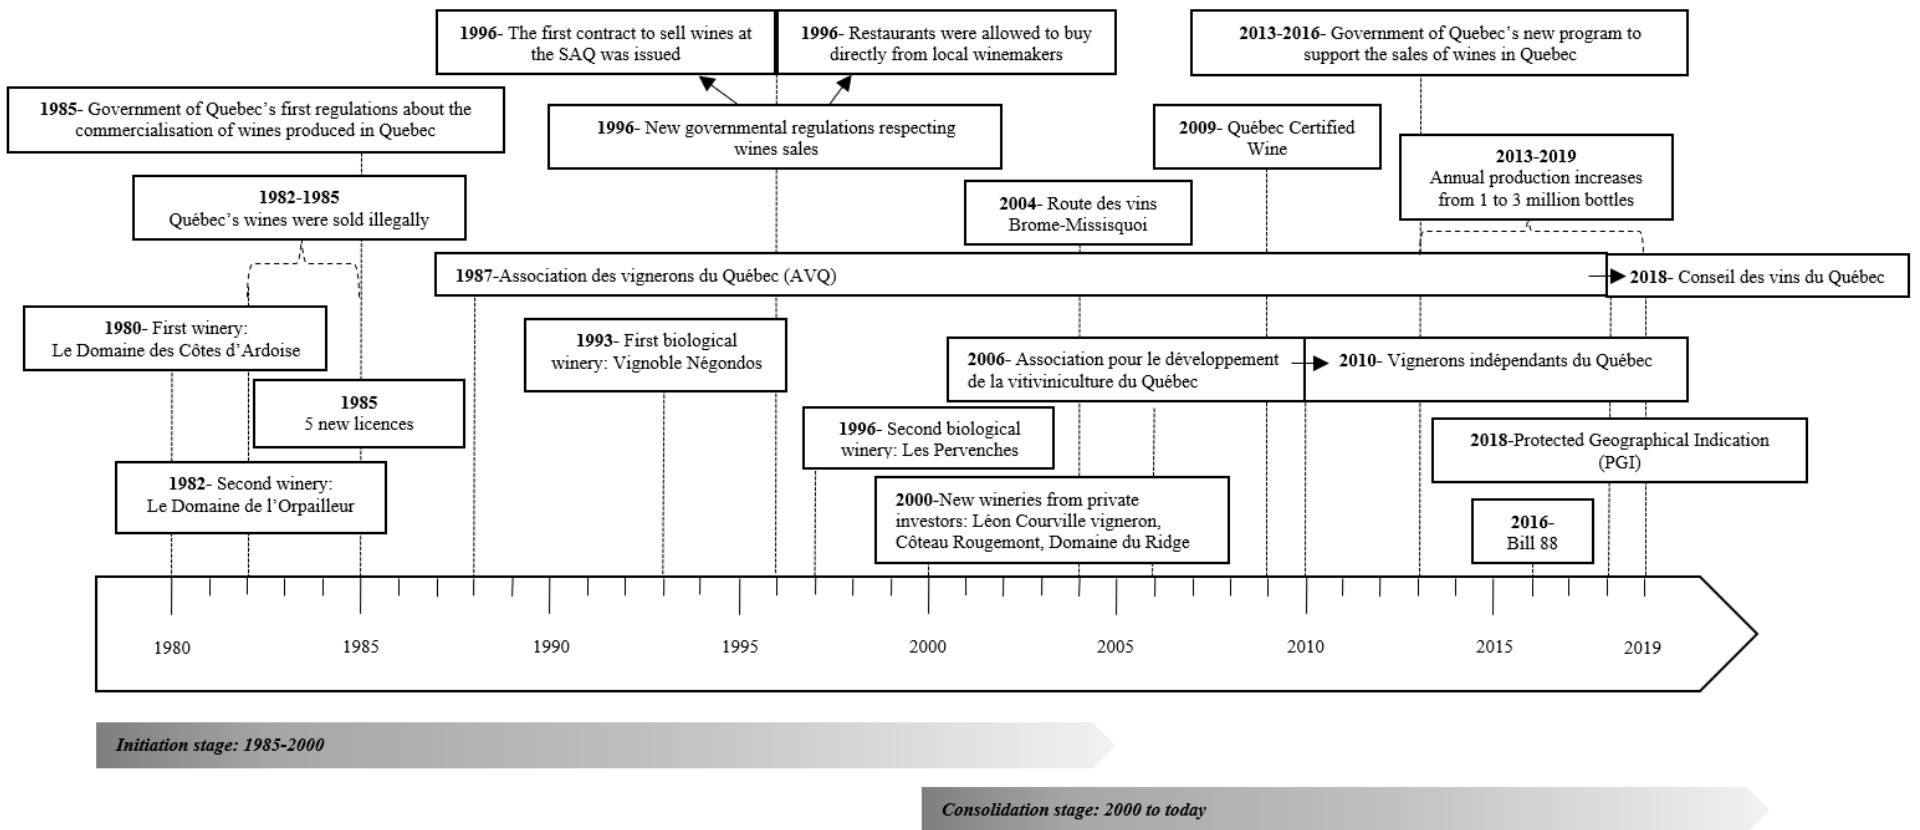 1996- The first contract to sell wines at
the SAQ was issued
1996- Restaurants were allowed to buy
directly from local winemakers
2013-2016- Government of Quebec's new program to
support the sales of wines in Quebec
1985- Government of Quebec's first regulations about the
commercialisation of wines produced in Quebec
1996- New governmental regulations respecting
wines sales
2009- Québec Certified
Wine
2013-2019
Annual production increases
from 1 to 3 million bottles
1982-1985
Québec's wines were sold illegally
2004- Route des vins
Brome-Missisquoi
1987-Association des vignerons du Québec (AVQ)
2018- Conseil des vins du Québec
1980- First winery:
Le Domaine des Côtes d'Ardoise
1993- First biological
winery: Vignoble Négondos
2006- Association pour le développement
de la vitiviniculture du Québec
2010- Vignerons indépendants du Québec
1985
5 new licences
1996- Second biological
winery: Les Pervenches
2018-Protected Geographical Indication
(PGI)
1982- Second winery:
Le Domaine de l'Orpailleur
2000-New wineries from private
investors: Léon Courville vigneron,
Côteau Rougemont, Domaine du Ridge
2016-
Bill 88
1980
1985
1990
1995
2000
2005
2010
2015
2019
Initiation stage: 1985-2000
Consolidation stage: 2000 to today